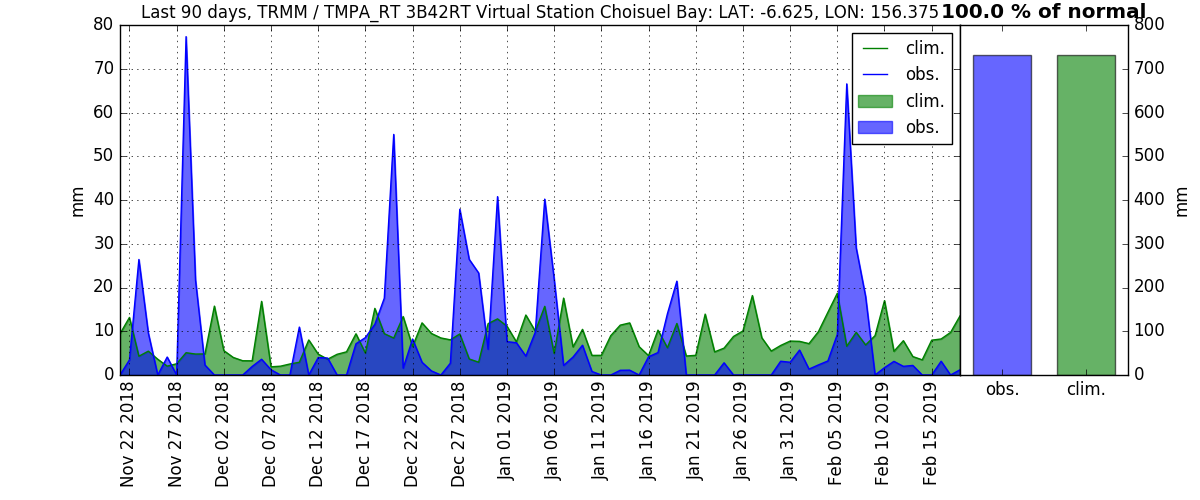 Last 90 days, TRMM / TMPA_RT 3B42RT Virtual Station Choisuel Bay: LAT: -6.625, LON: 156.375
100.0 % of normal
80
70
60
50
40
30
20
10
0
mm
clim.
obs.
clim.
obs.
Nov 22 2018
Nov 27 2018
Dec 02 2018
Dec 07 2018
Dec 12 2018
Dec 17 2018
Dec 22 2018
Dec 27 2018
Jan 01 2019
Jan 06 2019
Jan 11 2019
Jan 16 2019
Jan 21 2019
Jan 26 2019
Jan 31 2019
Feb 05 2019
Feb 10 2019
Feb 15 2019
800
700
600
500
400
300
200
100
0
mm
obs.
clim.